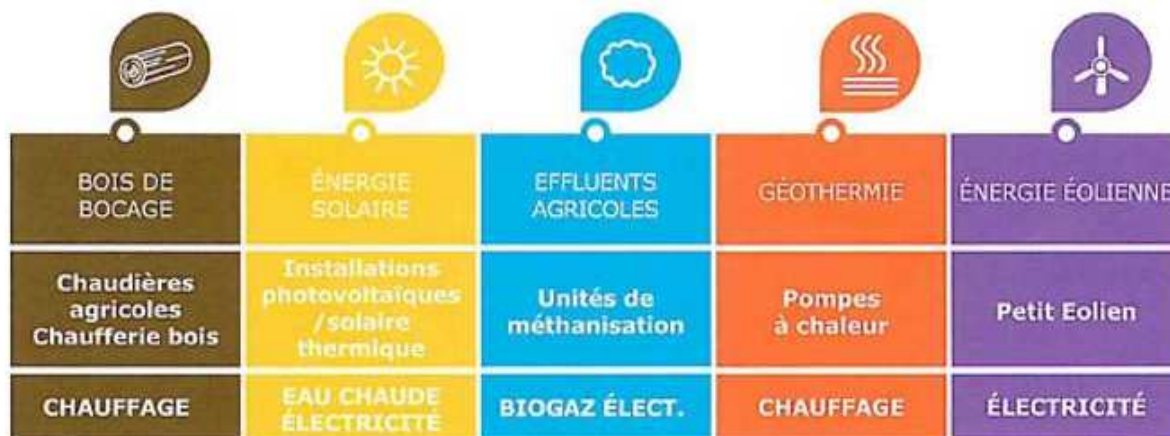 BOIS DE
BOCAGE
ÉNERGIE
SOLAIRE
EFFLUENTS
AGRICOLES
GÉOTHERMIE
ÉNERGIE ÉOLIENNE
Chaudières
agricoles
Chaufferie bois
Installations
photovoltaïques
/solaire
thermique
Unités de
méthanisation
Pompes
à chaleur
Petit Eolien
CHAUFFAGE
EAU CHAUDE
ÉLECTRICITÉ
BIOGAZ ÉLECT.
CHAUFFAGE
ÉLECTRICITÉ